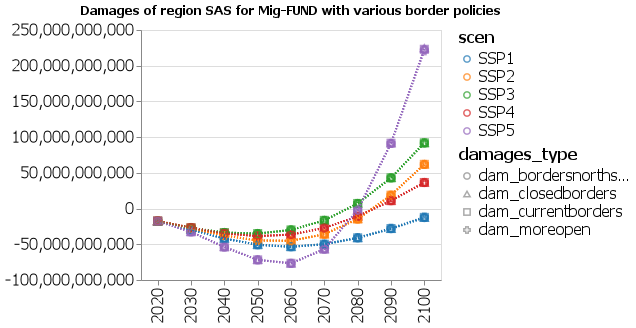 Damages of region SAS for Mig-FUND with various border policies
250,000,000,000
200,000,000,000
150,000,000,000
100,000,000,000
50,000,000,000
0
-50,000,000,000
-100,000,000,000
2020
2030
2040
2050
2060
2070
2080
2090
2100
scen
SSP1
SSP2
SSP3
SSP4
SSP5
damages_type
dam_bordersnorths...
dam_closedborders
dam_currentborders
dam_moreopen